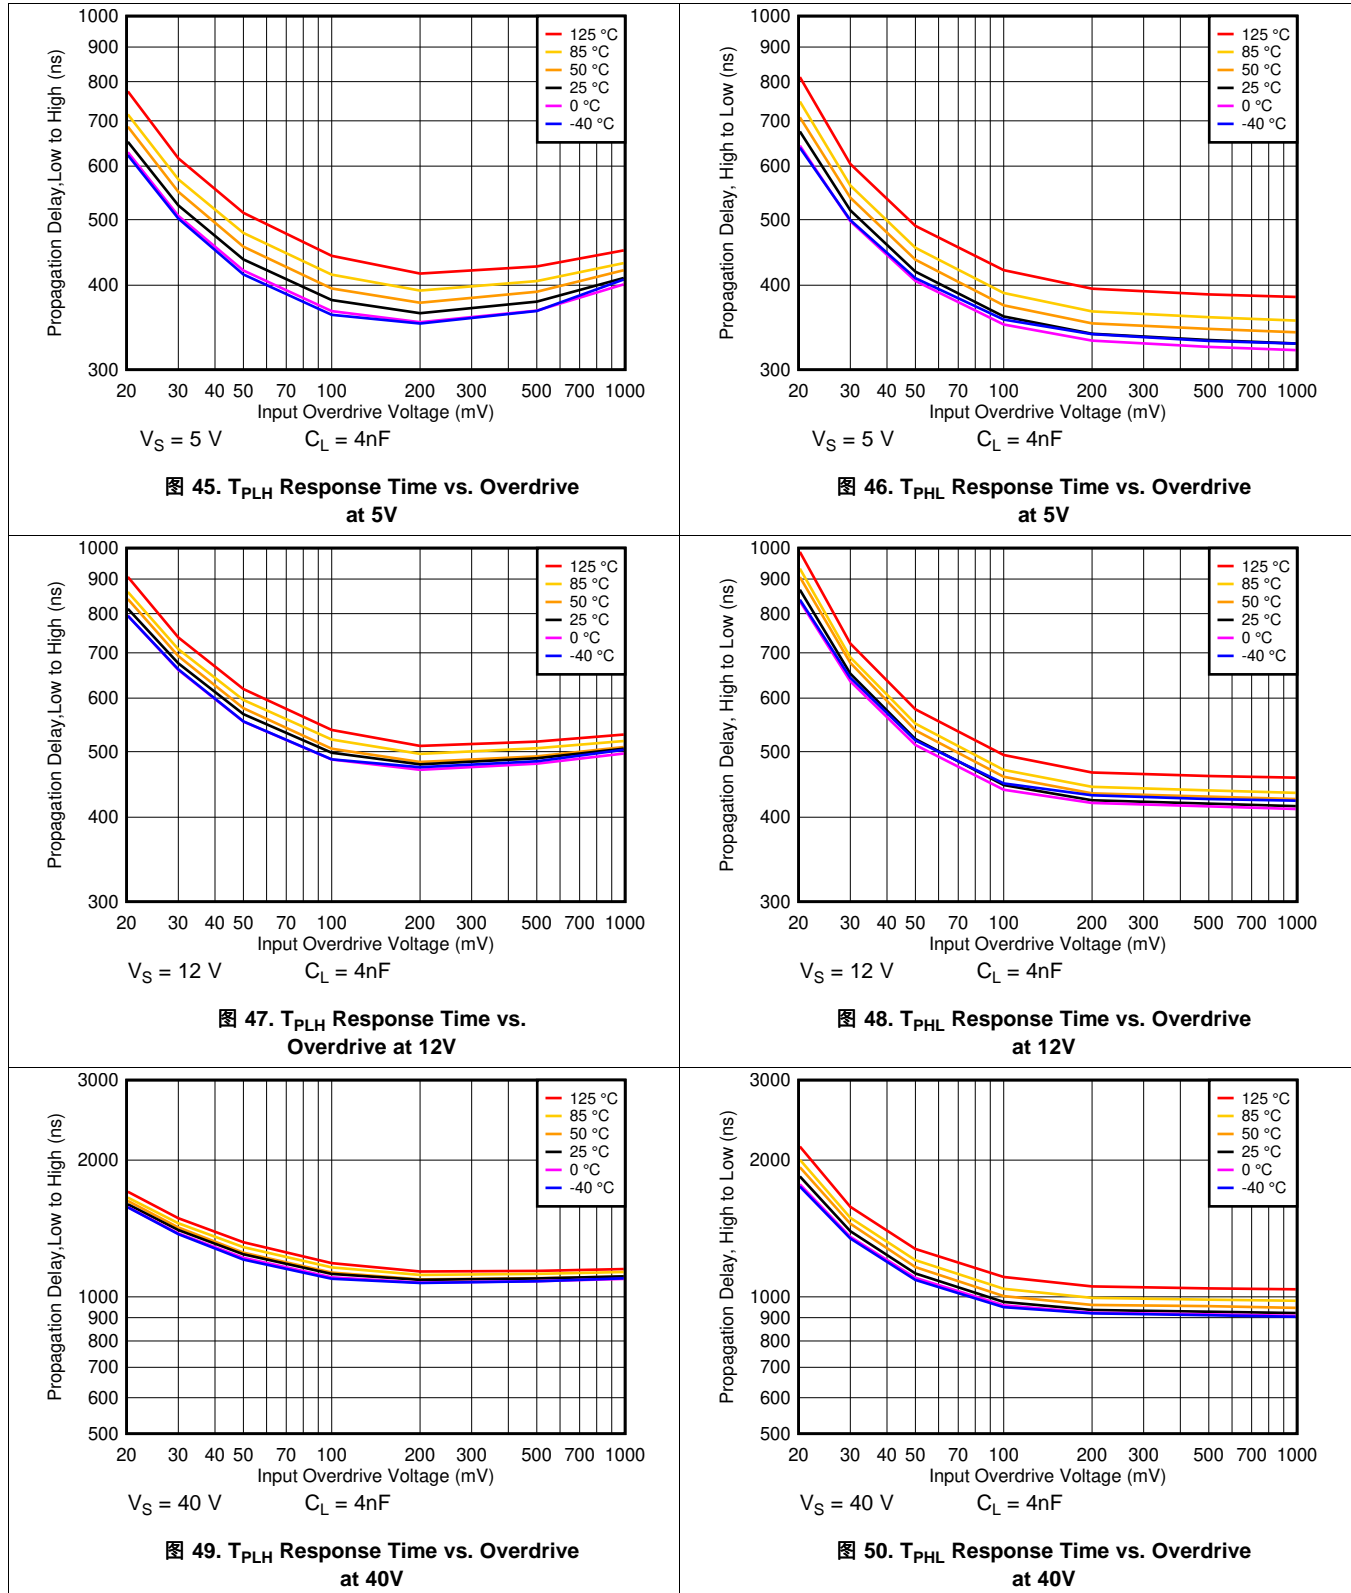 1000
900
800
700
600
500
400
300
Propagation Delay,Low to High (ns)
125 °C
85 °C
50 °C
25 °C
0 °C
-40 °C
20 30 40 50 70 100 200 300 500 700 1000
Input Overdrive Voltage (mV)
VS = 5 V CL = 4nF
图 45. TPLH Response Time vs. Overdrive
at 5V
1000
900
800
700
600
500
400
300
Propagation Delay, High to Low (ns)
125 °C
85 °C
50 °C
25 °C
0 °C
-40 °C
20 30 40 50 70 100 200 300 500 700 1000
Input Overdrive Voltage (mV)
VS = 5 V CL = 4nF
图 46. TPHL Response Time vs. Overdrive
at 5V
1000
900
800
700
600
500
400
300
Propagation Delay,Low to High (ns)
125 °C
85 °C
50 °C
25 °C
0 °C
-40 °C
20 30 40 50 70 100 200 300 500 700 1000
Input Overdrive Voltage (mV)
VS = 12 V CL = 4nF
图 47. TPLH Response Time vs.
Overdrive at 12V
1000
900
800
700
600
500
400
300
Propagation Delay, High to Low (ns)
125 °C
85 °C
50 °C
25 °C
0 °C
-40 °C
20 30 40 50 70 100 200 300 500 700 1000
Input Overdrive Voltage (mV)
VS = 12 V CL = 4nF
图 48. TPHL Response Time vs. Overdrive
at 12V
3000
2000
1000
900
800
700
600
500
Propagation Delay,Low to High (ns)
125 °C
85 °C
50 °C
25 °C
0 °C
-40 °C
20 30 40 50 70 100 200 300 500 700 1000
Input Overdrive Voltage (mV)
VS = 40 V CL = 4nF
图 49. TPLH Response Time vs. Overdrive
at 40V
3000
2000
1000
900
800
700
600
500
Propagation Delay, High to Low (ns)
125 °C
85 °C
50 °C
25 °C
0 °C
-40 °C
20 30 40 50 70 100 200 300 500 700 1000
Input Overdrive Voltage (mV)
VS = 40 V CL = 4nF
图 50. TPHL Response Time vs. Overdrive
at 40V